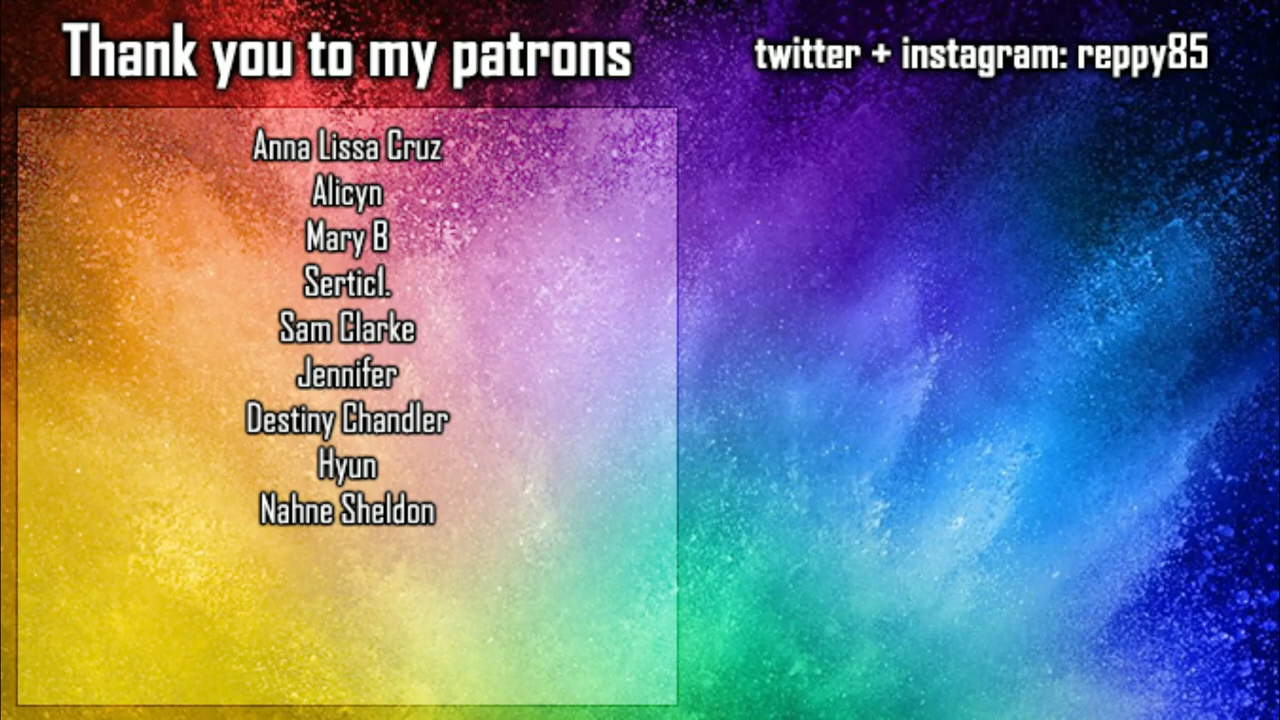 Thank you to my patrons
twitter + instagram: reppy85
Anna Lissa Cruz
Alicyn
Mary B
Serticl.
Sam Clarke
Jennifer
Destiny Chandler
Hyun
Nahne Sheldon